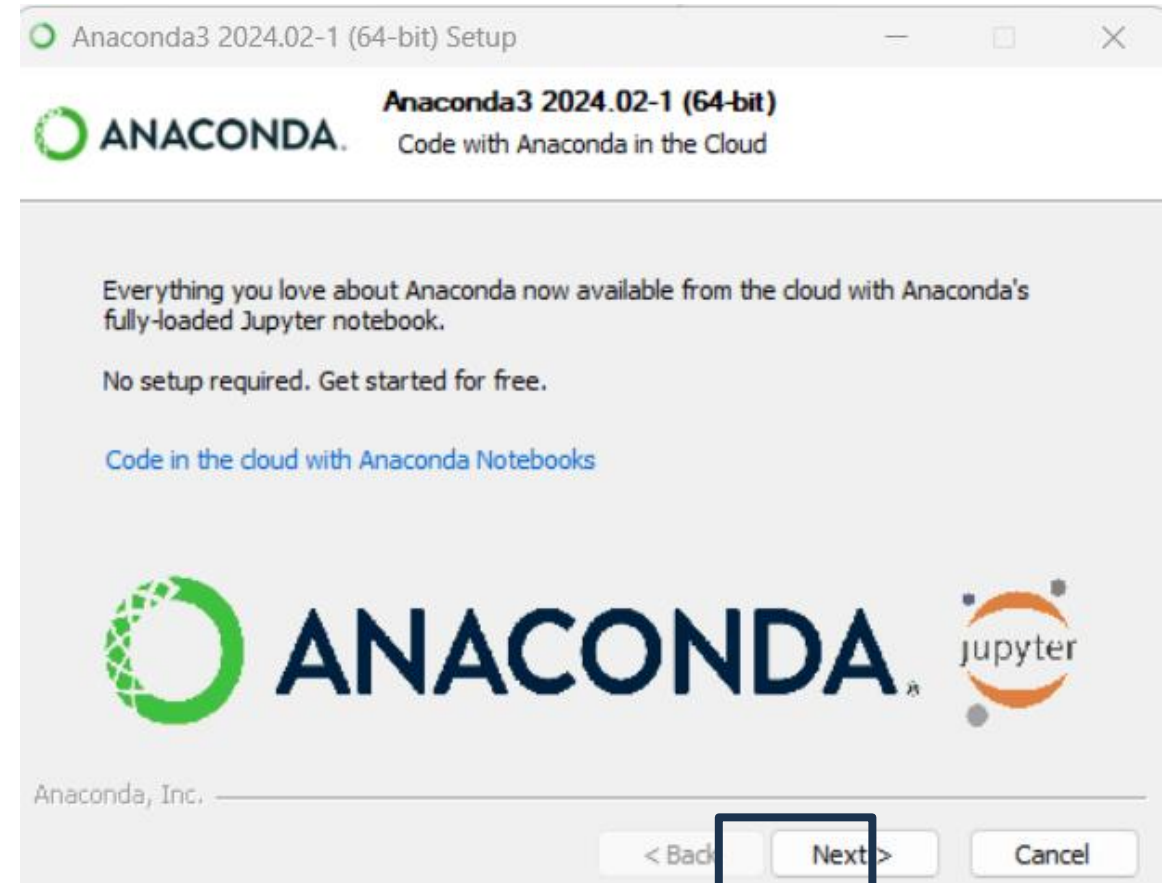 Anaconda3 2024.02-1 (64-bit) Setup
ANACONDA.
Anaconda3 2024.02-1 (64-bit)
Code with Anaconda in the Cloud
Everything you love about Anaconda now available from the cloud with Anaconda's
fully-loaded Jupyter notebook.
No setup required. Get started for free.
Code in the cloud with Anaconda Notebooks
ANACONDA.®
jupyter
Anaconda, Inc.
< Back
Next >
Cancel